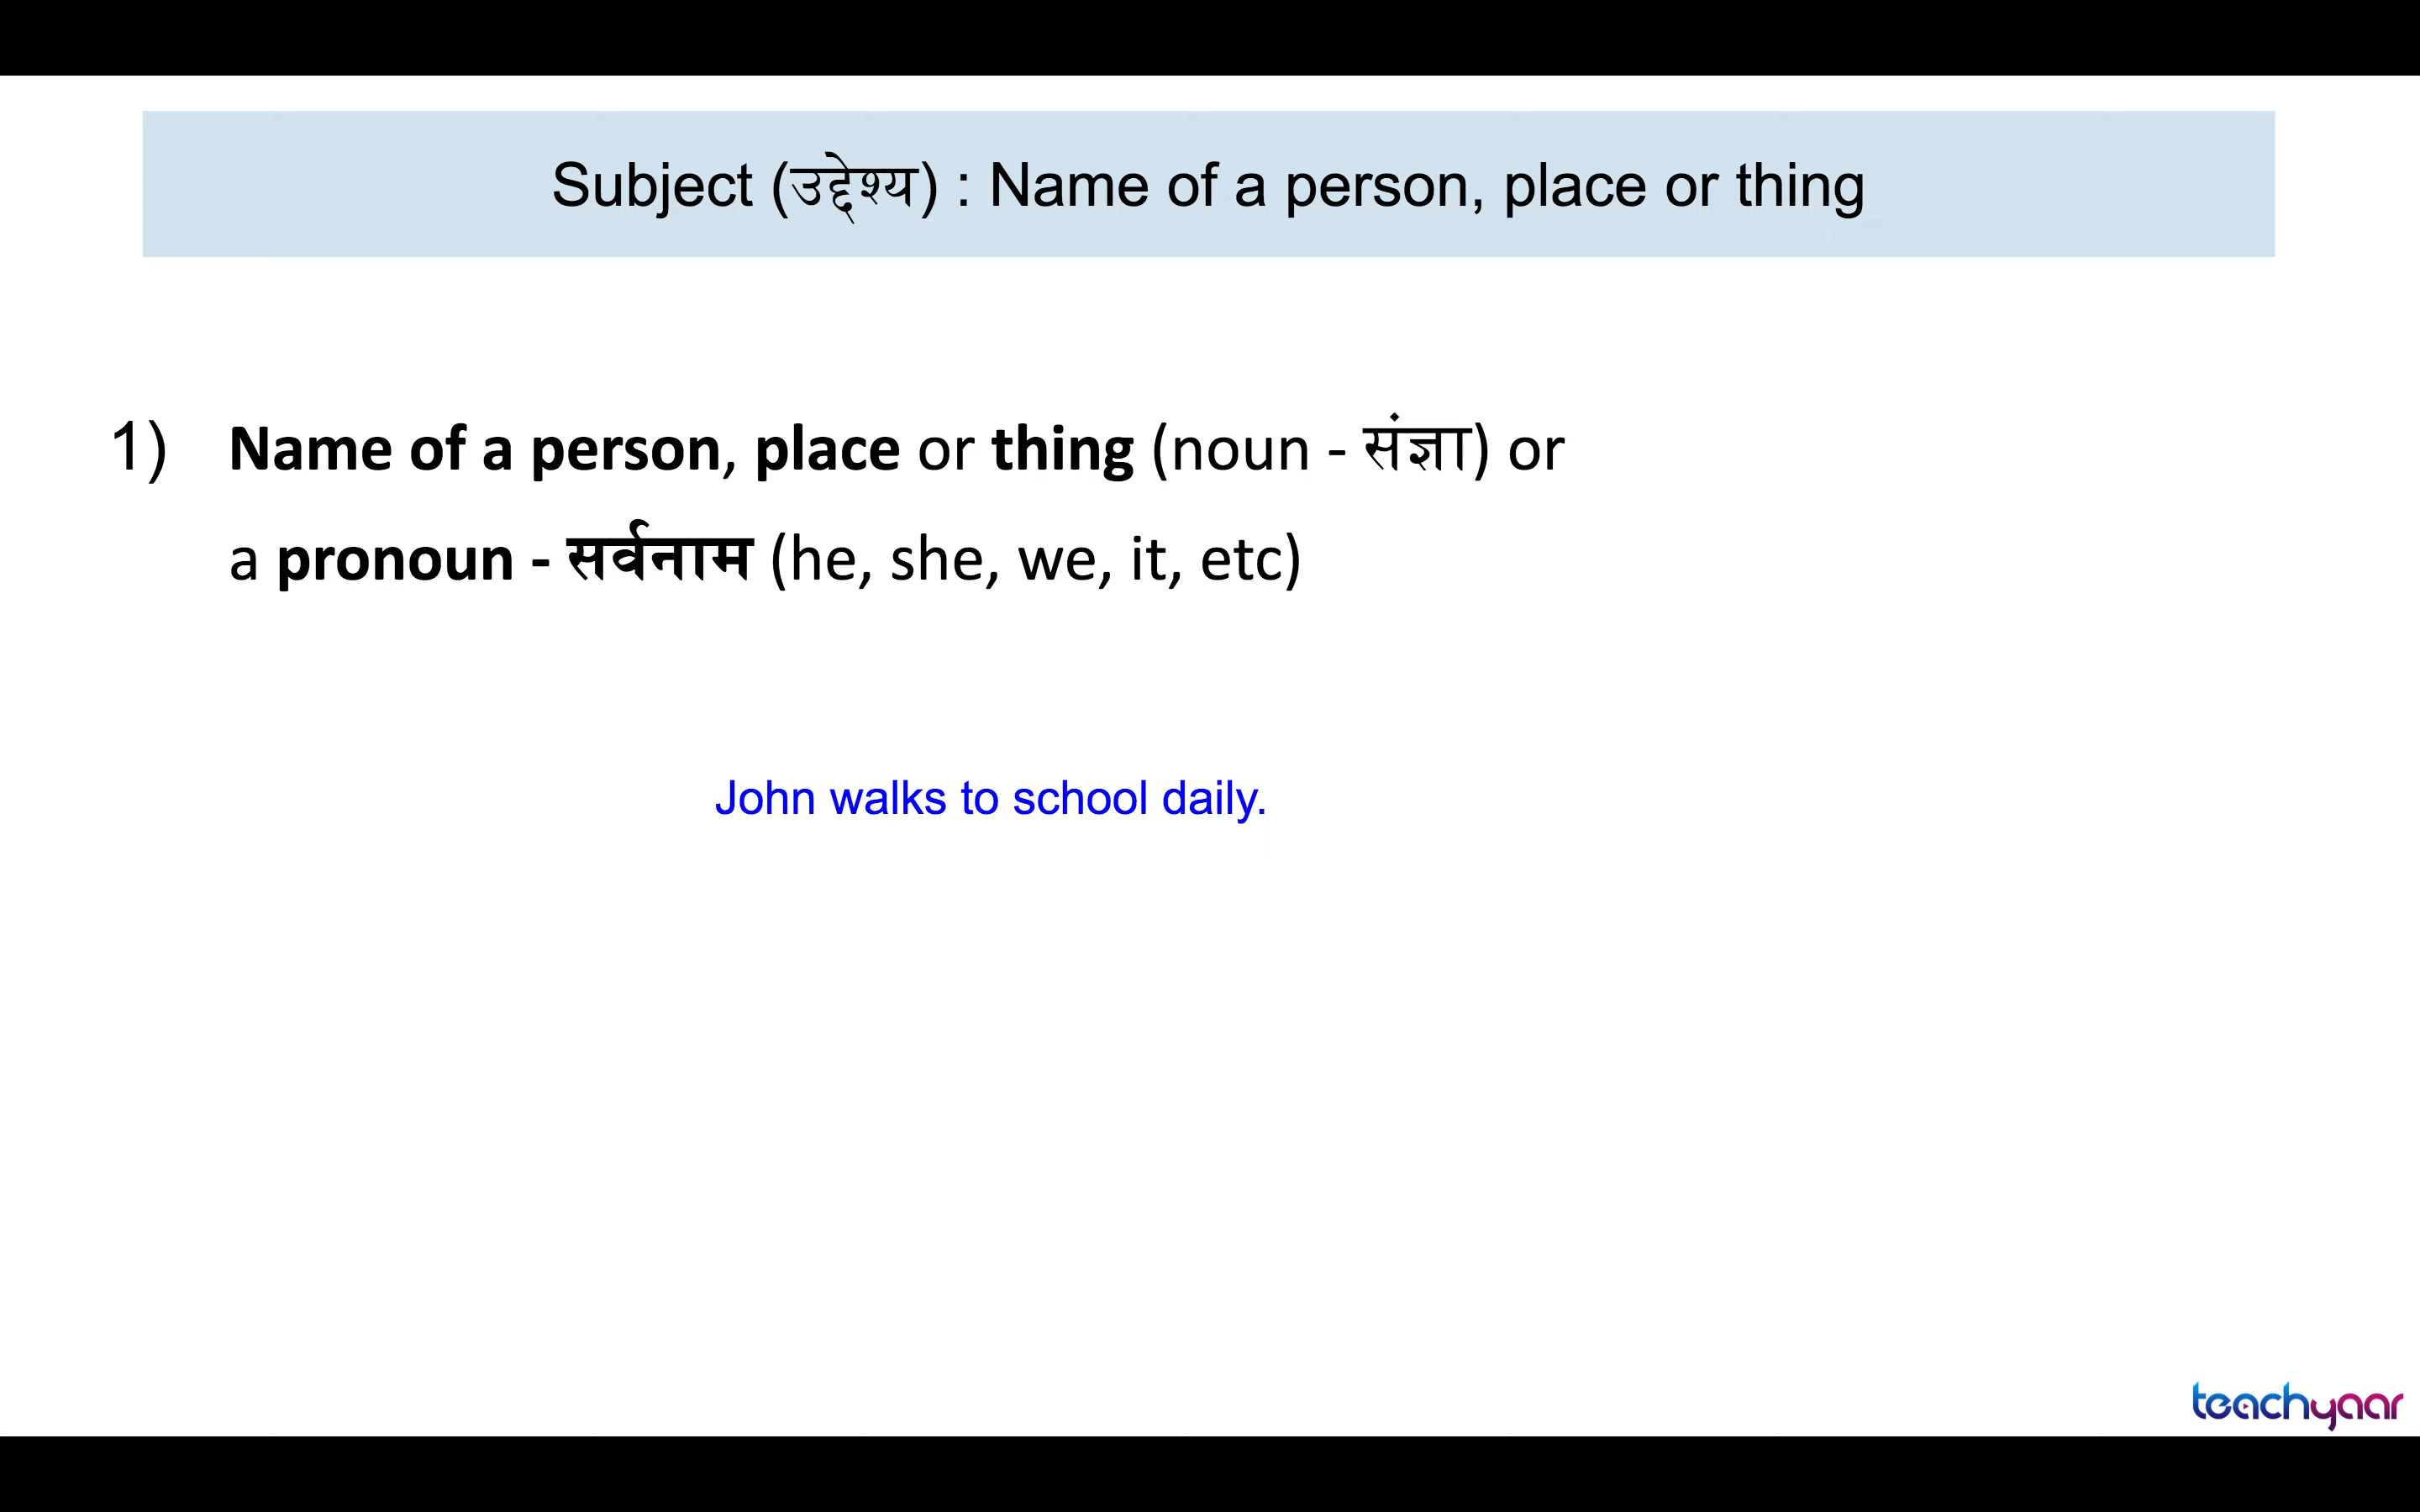 Subject (उद्देश्य) : Name of a person, place or thing
1) Name of a person, place or thing (noun - संज्ञा) or
a pronoun - सर्वनाम (he, she, we, it, etc)
John walks to school daily.
teachyaar